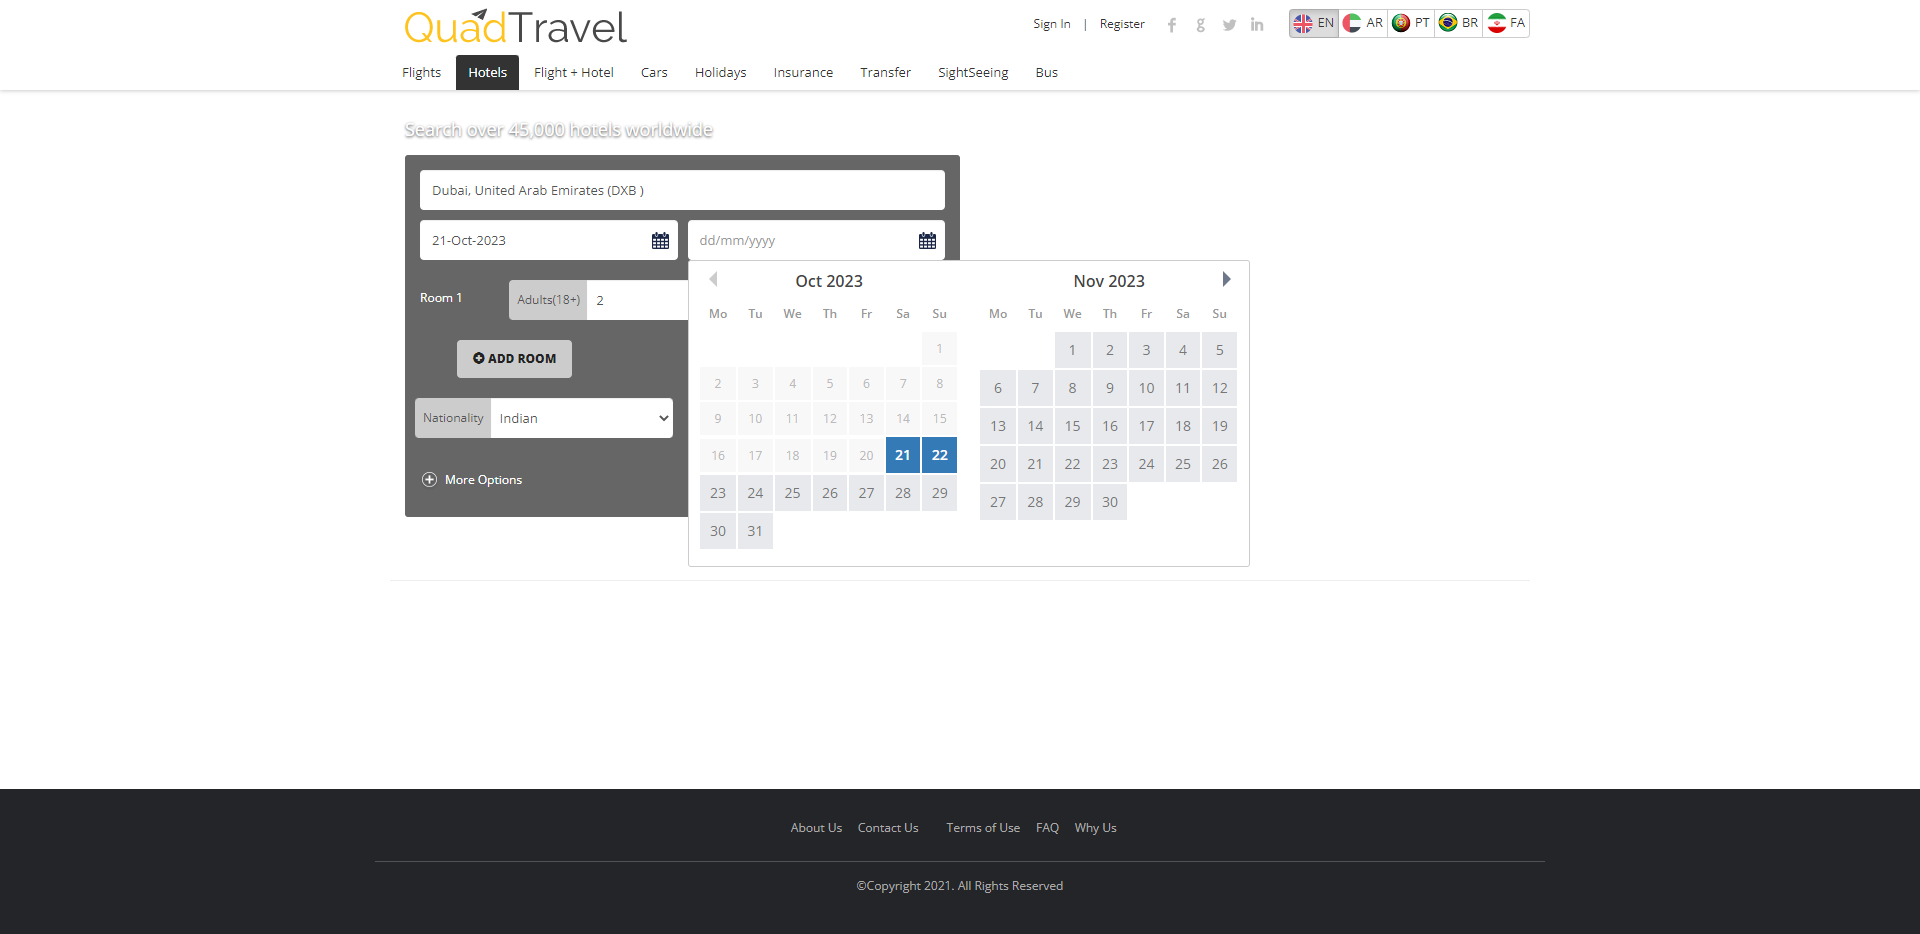 QuadTravel
Sign In | Register
EN AR PT BR FA
Flights Hotels Flight + Hotel Cars Holidays Insurance Transfer SightSeeing Bus
Search over 45,000 hotels worldwide
Dubai, United Arab Emirates (DXB )
21-Oct-2023 dd/mm/yyyy
Room 1 Adults(18+) 2
ADD ROOM
Nationality Indian
More Options
Oct 2023
Mo Tu We Th Fr Sa Su
1
2 3 4 5 6 7 8
9 10 11 12 13 14 15
16 17 18 19 20 21 22
23 24 25 26 27 28 29
30 31
Nov 2023
Mo Tu We Th Fr Sa Su
1 2 3 4 5
6 7 8 9 10 11 12
13 14 15 16 17 18 19
20 21 22 23 24 25 26
27 28 29 30
About Us Contact Us Terms of Use FAQ Why Us
©Copyright 2021. All Rights Reserved